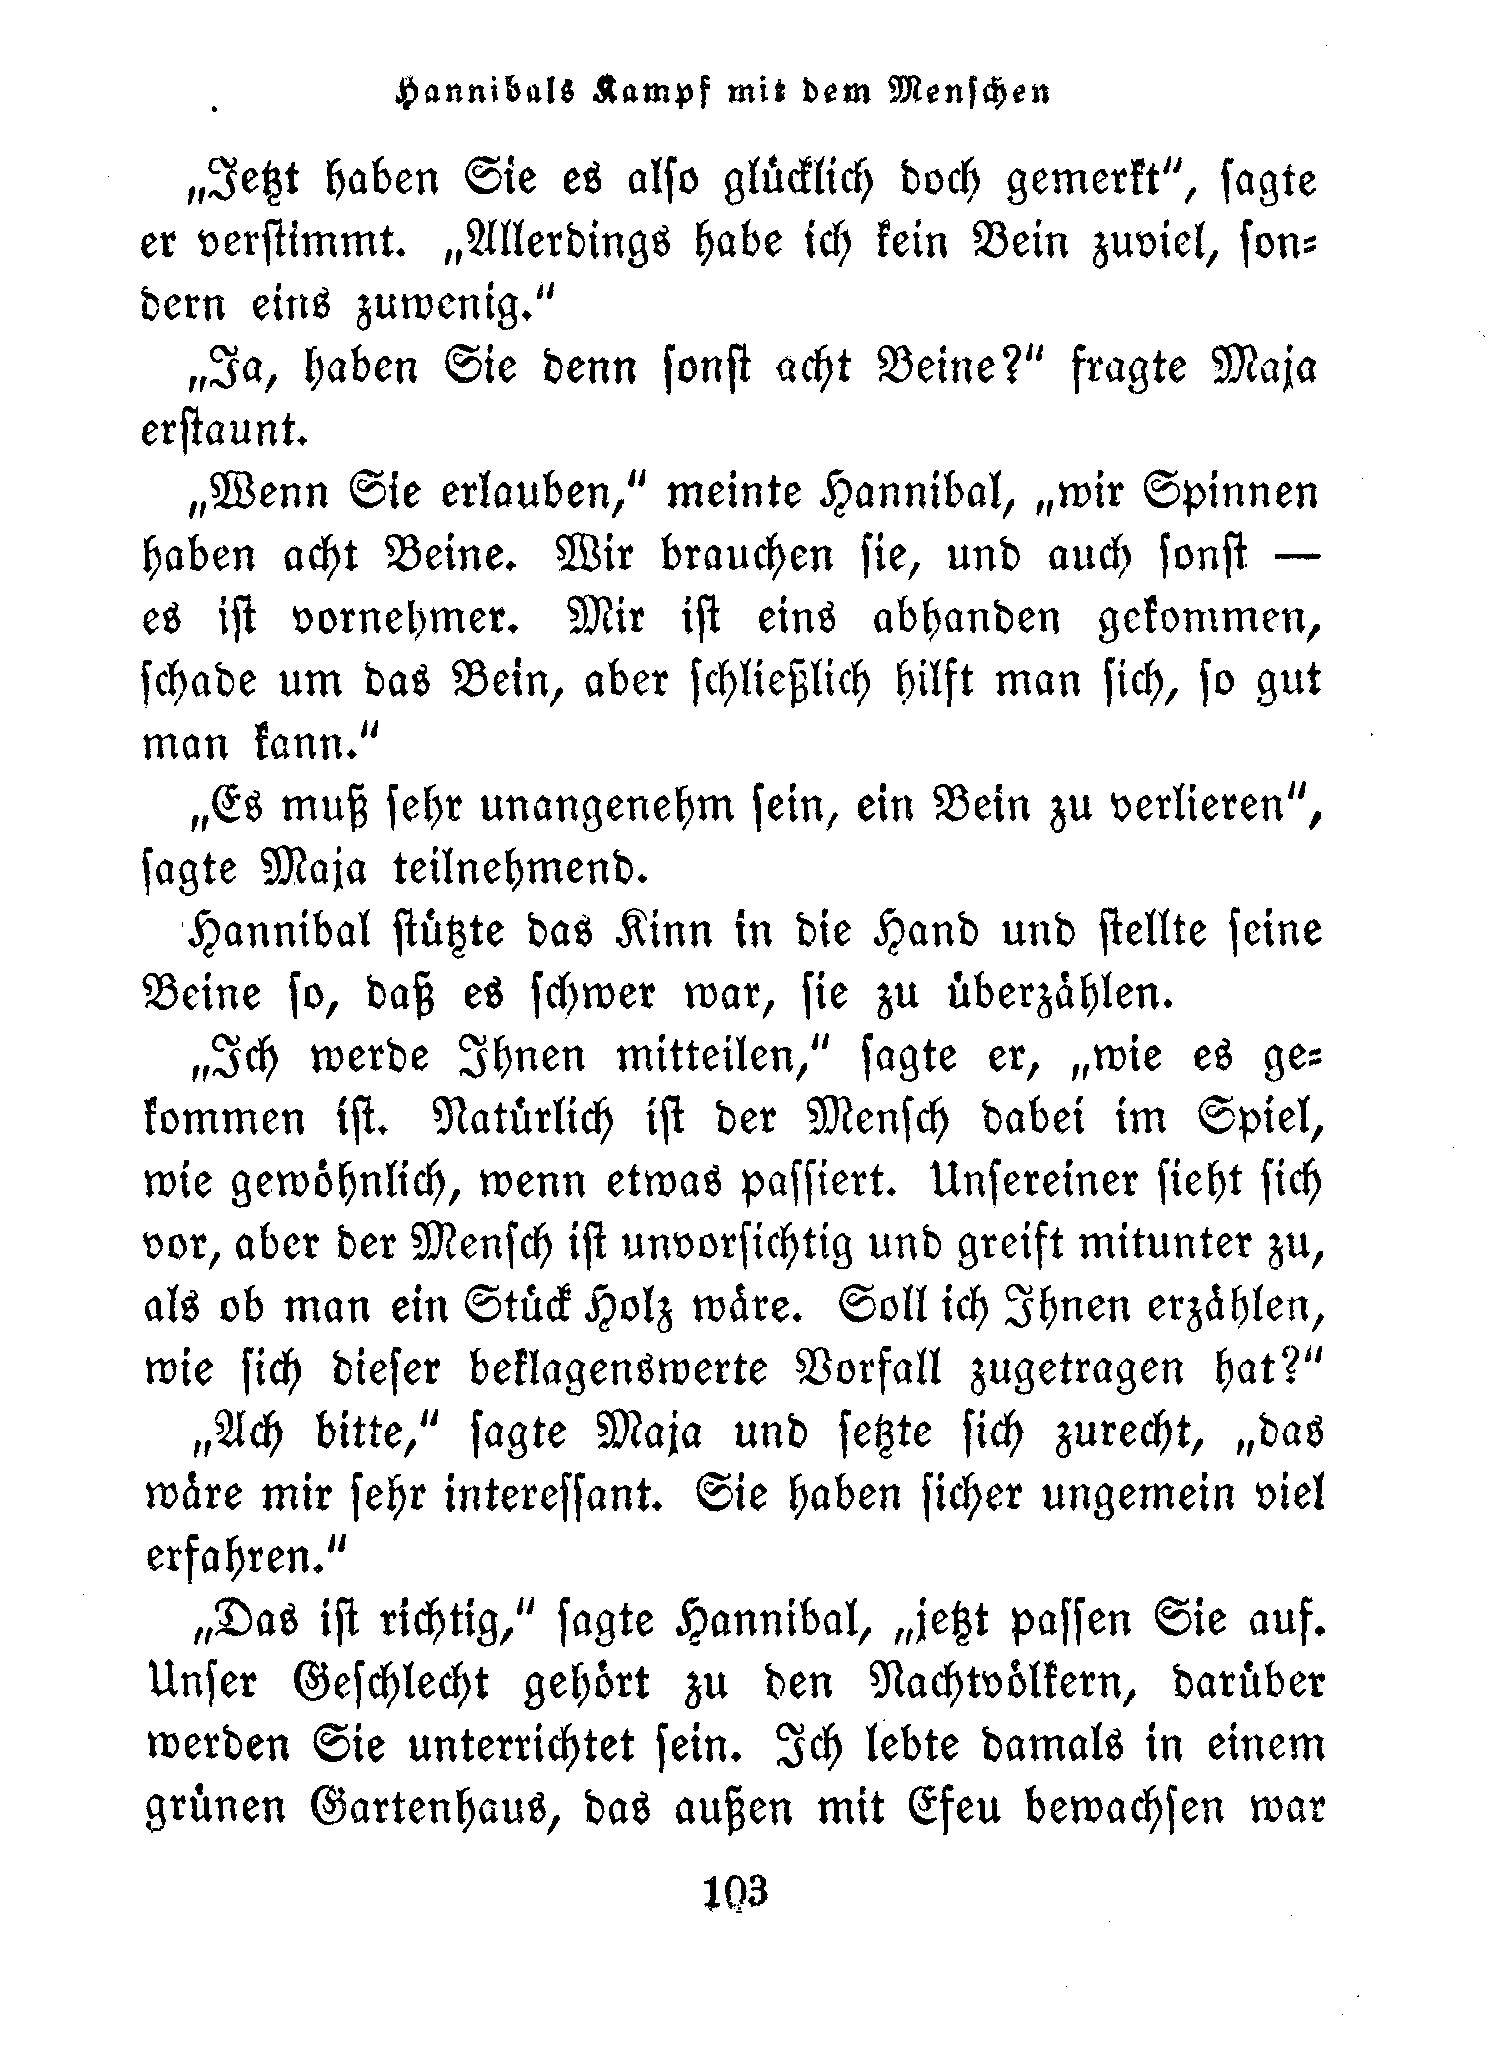 Hannibals Kampf mit dem Menschen
„Jetzt haben Sie es also glücklich doch gemerkt“, sagte
er verstimmt. „Allerdings habe ich kein Bein zuviel, son-
dern eins zuwenig.“
„Ja, haben Sie denn sonst acht Beine?“ fragte Maja
erstaunt.
„Wenn Sie erlauben,“ meinte Hannibal, „wir Spinnen
haben acht Beine. Wir brauchen sie, und auch sonst —
es ist vornehmer. Mir ist eins abhanden gekommen,
schade um das Bein, aber schließlich hilft man sich, so gut
man kann.“
„Es muß sehr unangenehm sein, ein Bein zu verlieren“,
sagte Maja teilnehmend.
Hannibal stützte das Kinn in die Hand und stellte seine
Beine so, daß es schwer war, sie zu überzählen.
„Ich werde Ihnen mitteilen,“ sagte er, „wie es ge-
kommen ist. Natürlich ist der Mensch dabei im Spiel,
wie gewöhnlich, wenn etwas passiert. Unsereiner sieht sich
vor, aber der Mensch ist unvorsichtig und greift mitunter zu,
als ob man ein Stück Holz wäre. Soll ich Ihnen erzählen,
wie sich dieser beklagenswerte Vorfall zugetragen hat?“
„Ach bitte,“ sagte Maja und setzte sich zurecht, „das
wäre mir sehr interessant. Sie haben sicher ungemein viel
erfahren.“
„Das ist richtig,“ sagte Hannibal, „jetzt passen Sie auf.
Unser Geschlecht gehört zu den Nachtvölkern, darüber
werden Sie unterrichtet sein. Ich lebte damals in einem
grünen Gartenhaus, das außen mit Efeu bewachsen war
103